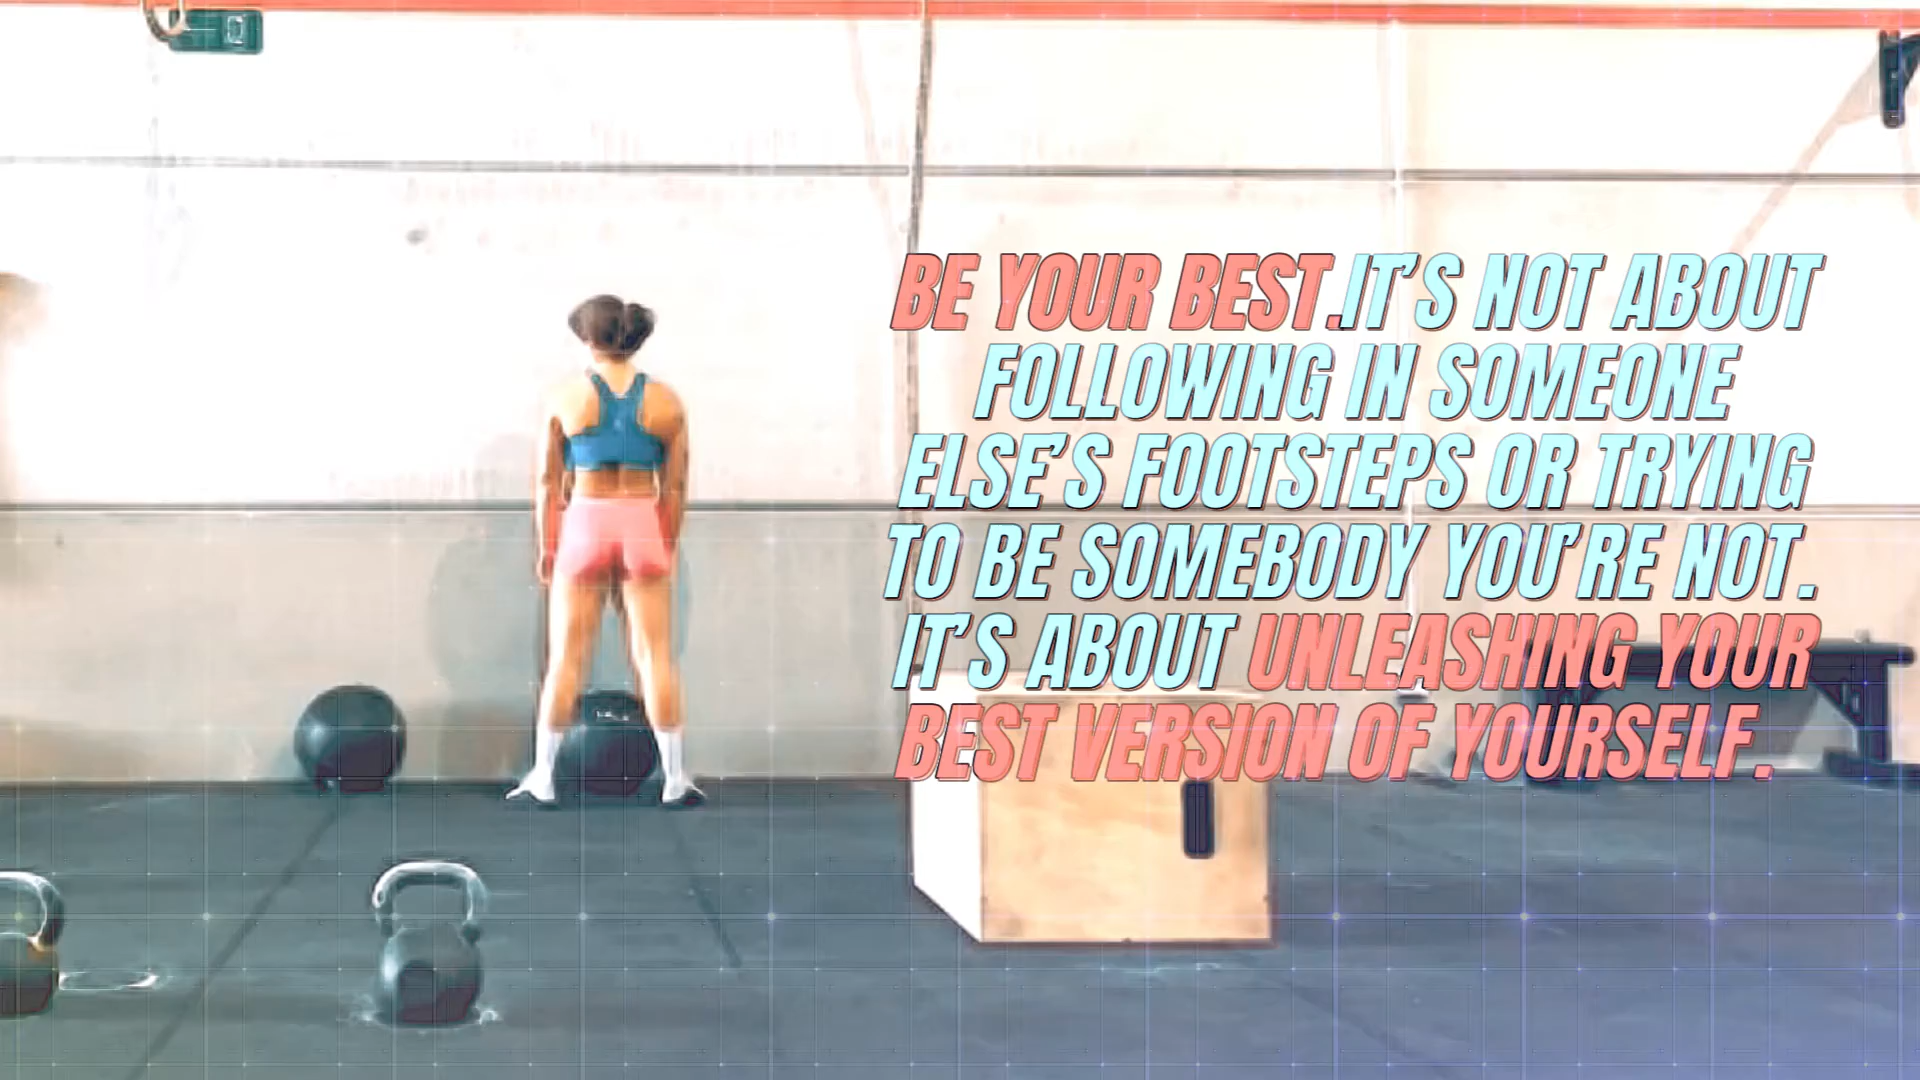 BE YOUR BEST.IT'S NOT ABOUT
FOLLOWING IN SOMEONE
ELSE'S FOOTSTEPS OR TRYING
TO BE SOMEBODY YOU'RE NOT.
IT'S ABOUT UNLEASHING YOUR
BEST VERSION OF YOURSELF.